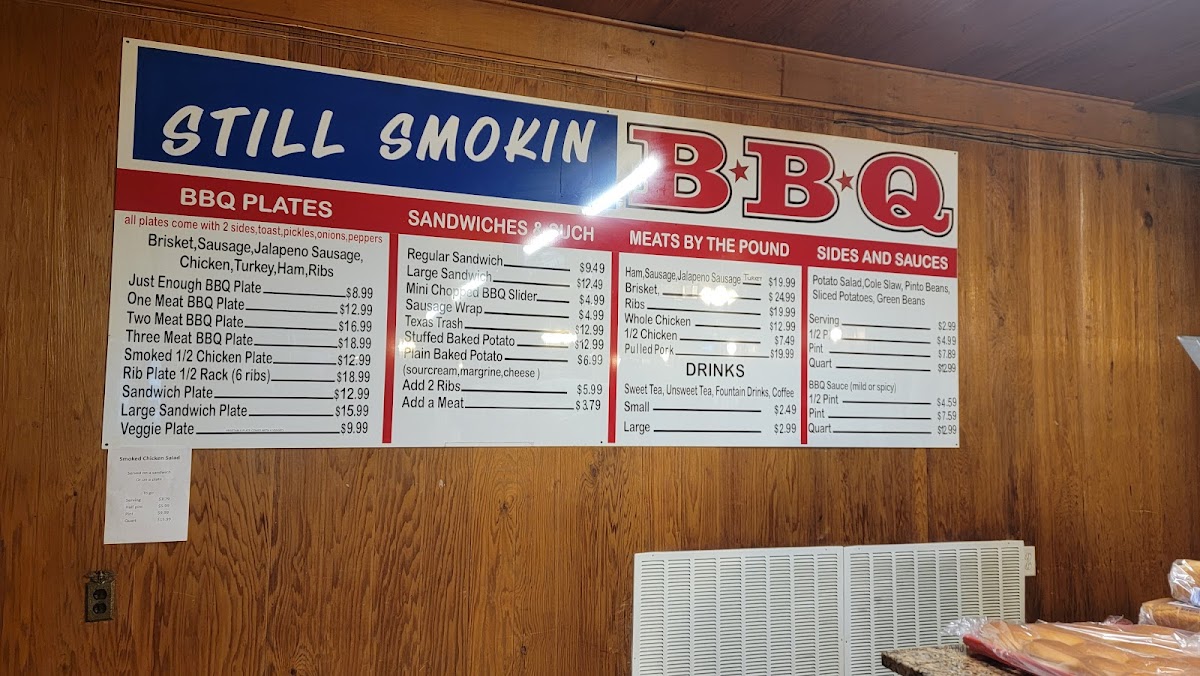 STILL SMOKIN
B★B★Q
BBQ PLATES
all plates come with 2 sides,toast,pickles,onions,peppers
Brisket,Sausage,Jalapeno Sausage,
Chicken,Turkey,Ham,Ribs
Just Enough BBQ Plate $8.99
One Meat BBQ Plate $12.99
Two Meat BBQ Plate $16.99
Three Meat BBQ Plate $18.99
Smoked 1/2 Chicken Plate $12.99
Rib Plate 1/2 Rack (6 ribs) $18.99
Sandwich Plate $12.99
Large Sandwich Plate $15.99
Veggie Plate $9.99
SANDWICHES & SUCH
Regular Sandwich $9.49
Large Sandwich $12.49
Mini Chopped BBQ Slider $4.99
Sausage Wrap $4.99
Texas Trash $12.99
Stuffed Baked Potato $12.99
Plain Baked Potato $6.99
(sourcream,margrine,cheese )
Add 2 Ribs $5.99
Add a Meat $3.79
MEATS BY THE POUND
Ham,Sausage,Jalapeno Sausage Turkey $19.99
Brisket, $24.99
Ribs $19.99
Whole Chicken $12.99
1/2 Chicken $7.49
Pulled Pork $19.99
DRINKS
Sweet Tea, Unsweet Tea, Fountain Drinks, Coffee
Small $2.49
Large $2.99
SIDES AND SAUCES
Potato Salad,Cole Slaw, Pinto Beans,
Sliced Potatoes, Green Beans
Serving $2.99
1/2 P $4.99
Pint $7.89
Quart $12.99
BBQ Sauce (mild or spicy)
1/2 Pint $4.59
Pint $7.59
Quart $12.99
Smoked Chicken Salad